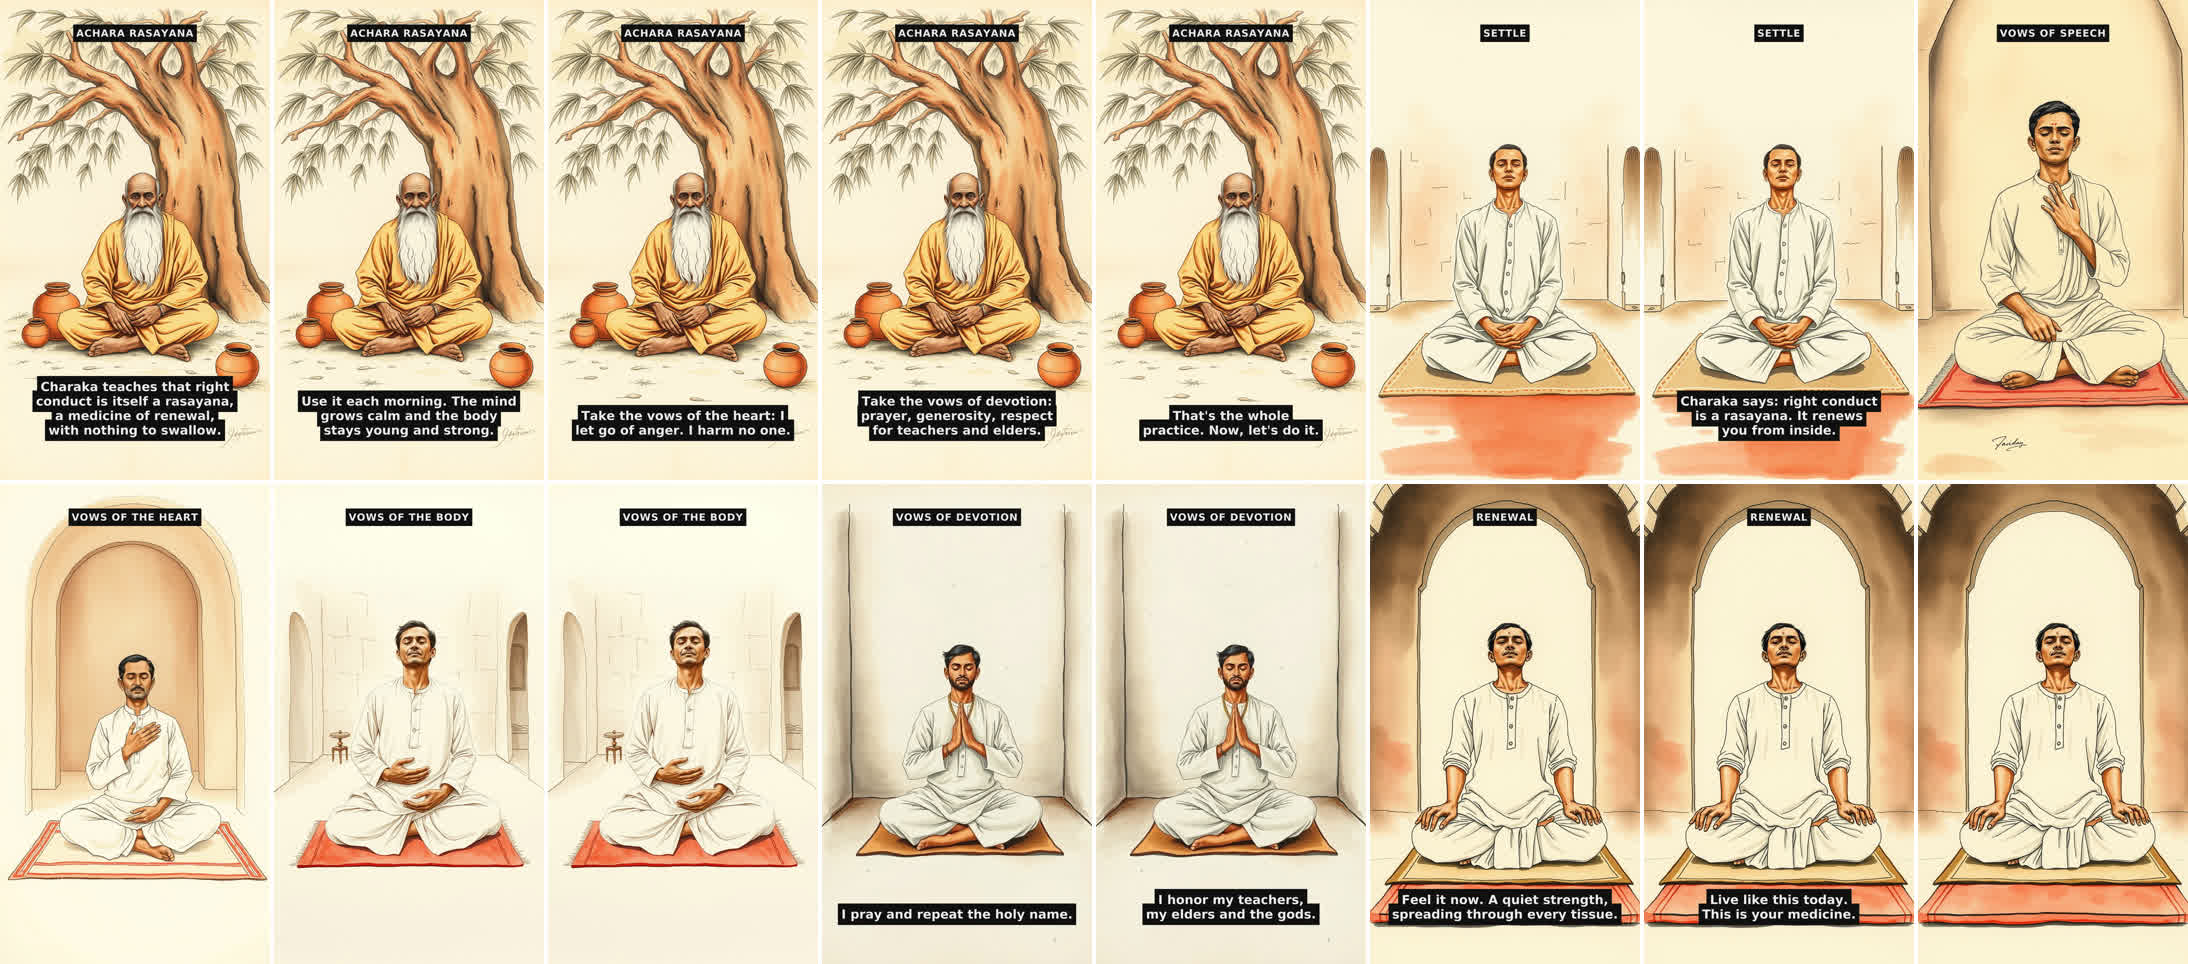 ACHARA RASAYANA
Charaka teaches that right
conduct is itself a rasayana,
a medicine of renewal,
with nothing to swallow.
ACHARA RASAYANA
Use it each morning. The mind
grows calm and the body
stays young and strong.
ACHARA RASAYANA
Take the vows of the heart: I
let go of anger. I harm no one.
ACHARA RASAYANA
Take the vows of devotion:
prayer, generosity, respect
for teachers and elders.
ACHARA RASAYANA
That's the whole
practice. Now, let's do it.
SETTLE
SETTLE
Charaka says: right conduct
is a rasayana. It renews
you from inside.
VOWS OF SPEECH
VOWS OF THE HEART
VOWS OF THE BODY
VOWS OF THE BODY
VOWS OF DEVOTION
I pray and repeat the holy name.
VOWS OF DEVOTION
I honor my teachers,
my elders and the gods.
RENEWAL
Feel it now. A quiet strength,
spreading through every tissue.
RENEWAL
Live like this today.
This is your medicine.